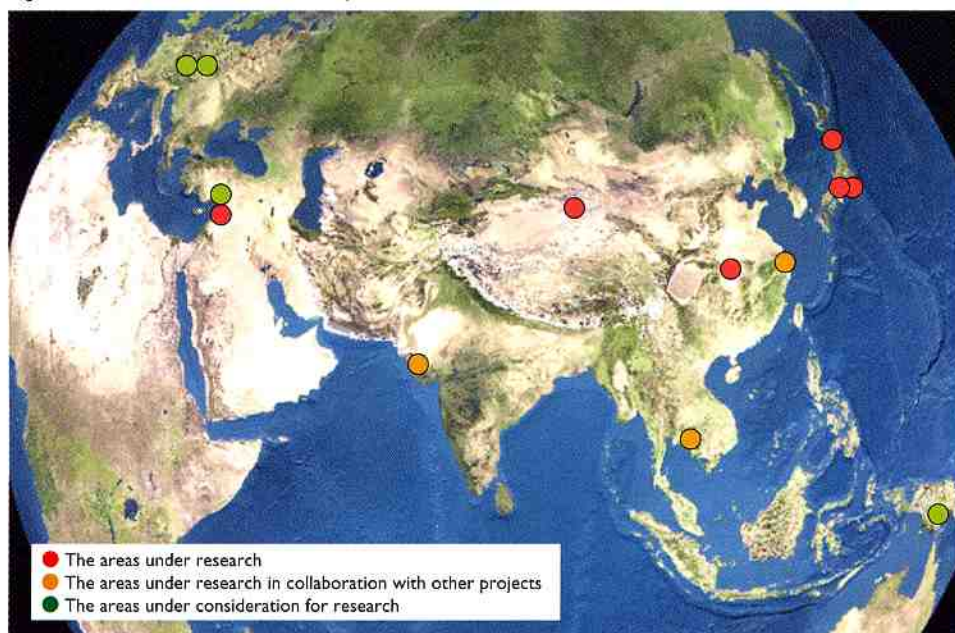 The areas under research
The areas under research in collaboration with other projects
The areas under consideration for research